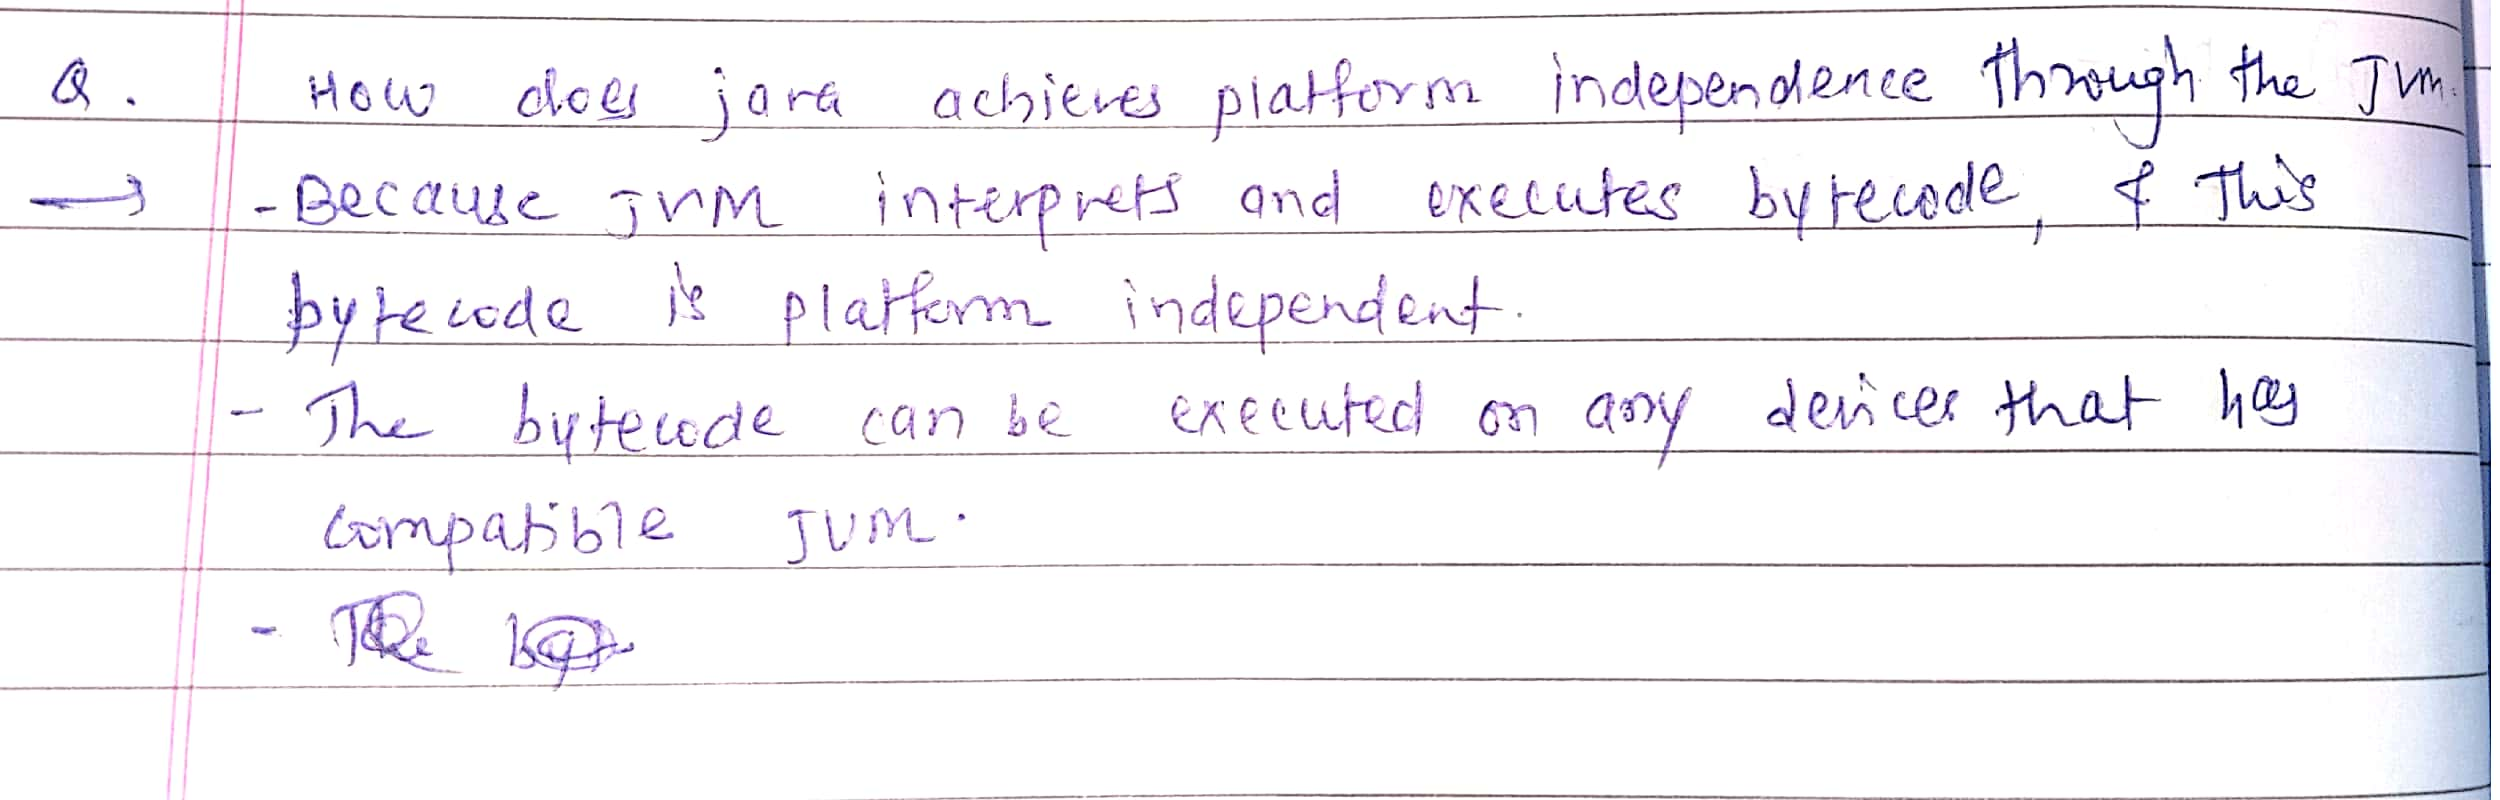 Q. How does java achieves platform independence through the JVM.
→ - Because JVM interprets and executes bytecode, & this
bytecode is platform independent.
- The bytecode can be executed on any devices that has
compatible JVM.
-